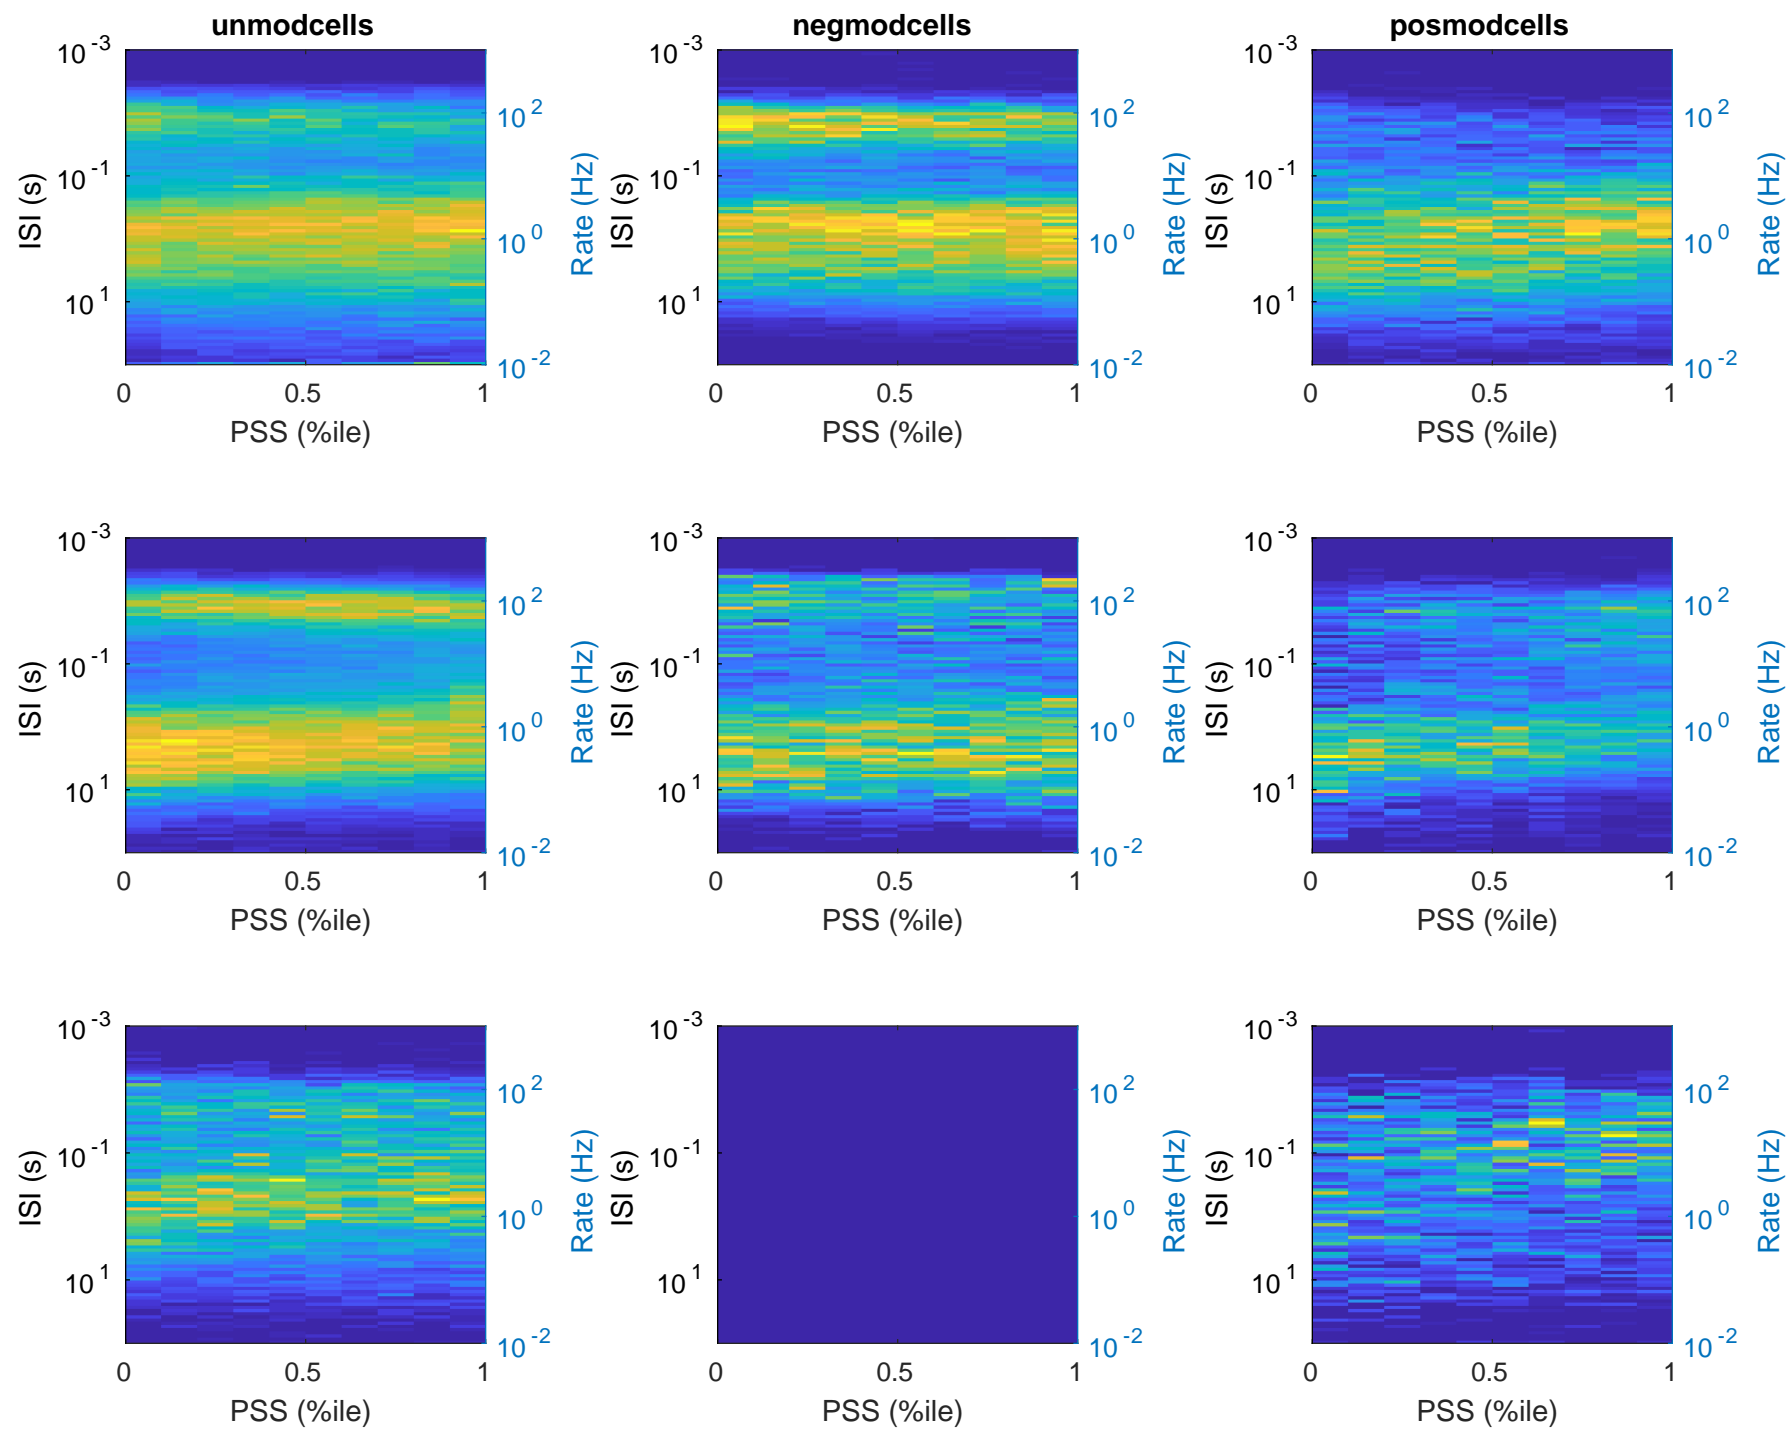 unmodcells negmodcells posmodcells
10^-3 10^-3 10^-3
10^2 10^2 10^2
10^-1 10^-1 10^-1
ISI (s) Rate (Hz) ISI (s) Rate (Hz) ISI (s) Rate (Hz)
10^0 10^0 10^0
10^1 10^1 10^1
10^-2 10^-2 10^-2
0 0.5 1 0 0.5 1 0 0.5 1
PSS (%ile) PSS (%ile) PSS (%ile)
10^-3 10^-3 10^-3
10^2 10^2 10^2
10^-1 10^-1 10^-1
ISI (s) Rate (Hz) ISI (s) Rate (Hz) ISI (s) Rate (Hz)
10^0 10^0 10^0
10^1 10^1 10^1
10^-2 10^-2 10^-2
0 0.5 1 0 0.5 1 0 0.5 1
PSS (%ile) PSS (%ile) PSS (%ile)
10^-3 10^-3 10^-3
10^2 10^2 10^2
10^-1 10^-1 10^-1
ISI (s) Rate (Hz) ISI (s) Rate (Hz) ISI (s) Rate (Hz)
10^0 10^0 10^0
10^1 10^1 10^1
10^-2 10^-2 10^-2
0 0.5 1 0 0.5 1 0 0.5 1
PSS (%ile) PSS (%ile) PSS (%ile)